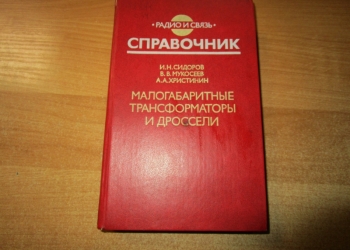 • РАДИО И СВЯЗЬ •
СПРАВОЧНИК
И.Н.СИДОРОВ
В.В.МУКОСЕЕВ
А.А.ХРИСТИНИН
МАЛОГАБАРИТНЫЕ
ТРАНСФОРМАТОРЫ
И ДРОССЕЛИ